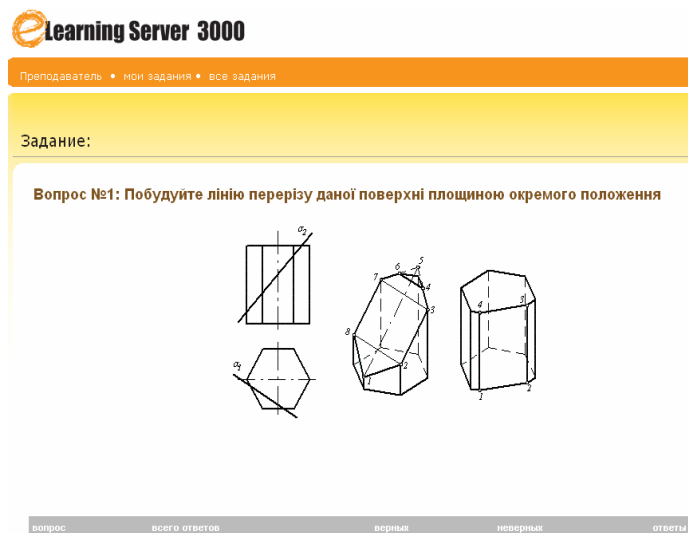 eLearning Server 3000
Преподаватель • мои задания • все задания
Задание:
Вопрос №1: Побудуйте лінію перерізу даної поверхні площиною окремого положення
σ2
σ1
6 5
7
4
3
8
2
1
4 3
1 2
вопрос всего ответов верных неверных ответы